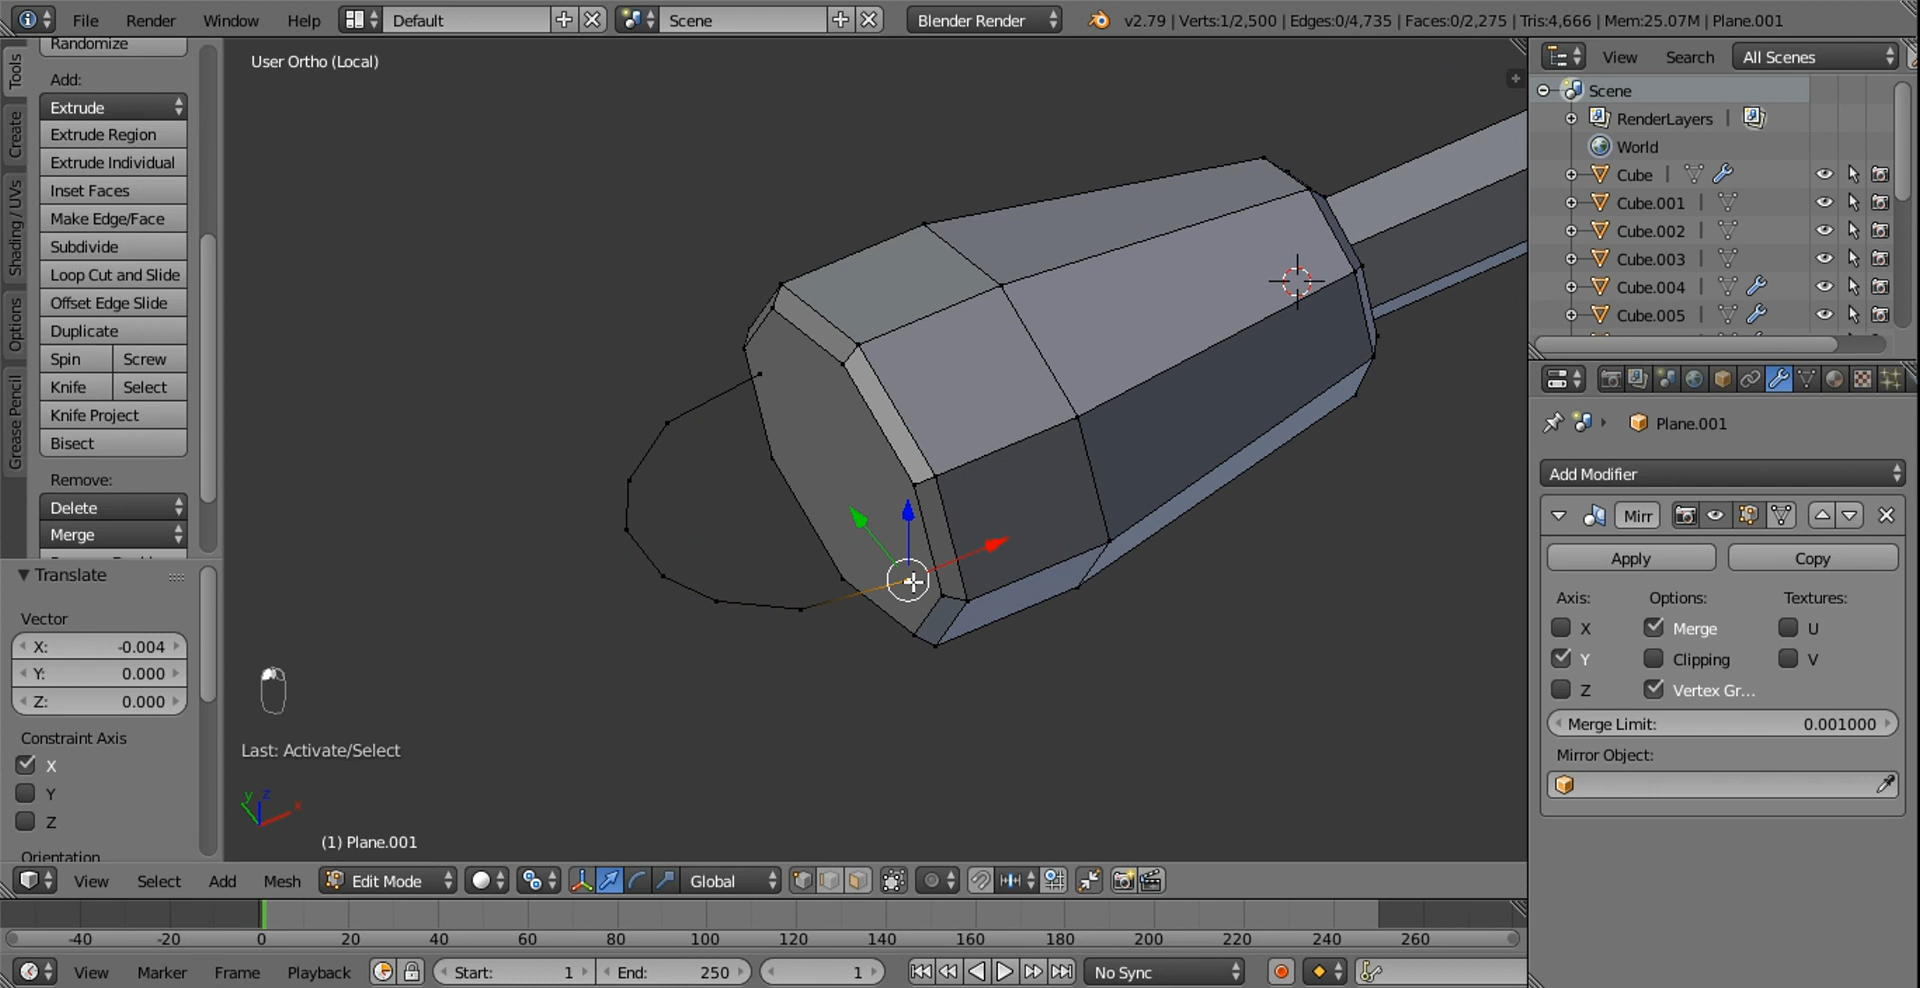 File Render Window Help Default Scene Blender Render v2.79 | Verts:1/2,500 | Edges:0/4,735 | Faces:0/2,275 | Tris:4,666 | Mem:25.07M | Plane.001
Tools
Create
Shading / UVs
Options
Grease Pencil
Randomize
Add:
Extrude
Extrude Region
Extrude Individual
Inset Faces
Make Edge/Face
Subdivide
Loop Cut and Slide
Offset Edge Slide
Duplicate
Spin Screw
Knife Select
Knife Project
Bisect
Remove:
Delete
Merge
Translate
Vector
X: -0.004
Y: 0.000
Z: 0.000
Constraint Axis
X
Y
Z
Orientation
User Ortho (Local)
Last: Activate/Select
y z x
(1) Plane.001
View Select Add Mesh Edit Mode Global
-40 -20 0 20 40 60 80 100 120 140 160 180 200 220 240 260
View Marker Frame Playback Start: 1 End: 250 1 No Sync
View Search All Scenes
Scene
RenderLayers |
World
Cube |
Cube.001 |
Cube.002 |
Cube.003 |
Cube.004 |
Cube.005 |
Plane.001
Add Modifier
Mirr
Apply Copy
Axis: Options: Textures:
X Merge U
Y Clipping V
Z Vertex Gr...
Merge Limit: 0.001000
Mirror Object: